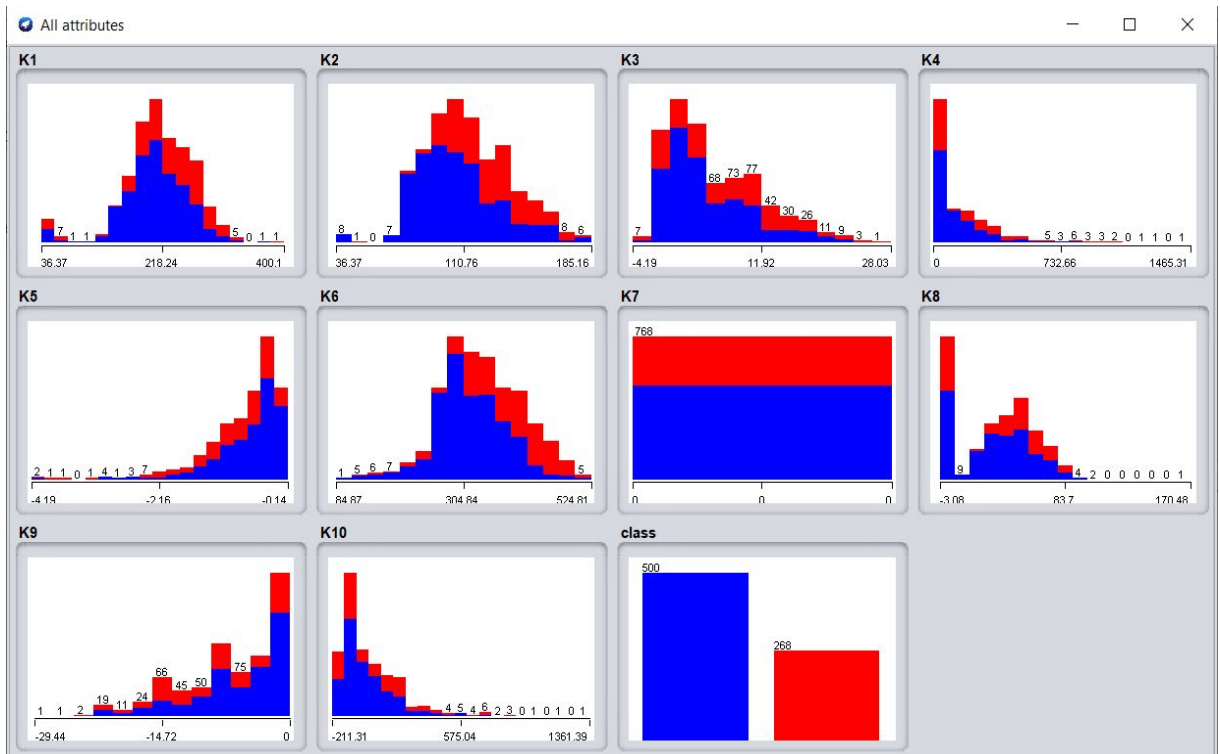 All attributes
K1
7 1 1 5 0 1 1
36.37 218.24 400.1
K2
8 1 0 7 8 6
36.37 110.76 185.16
K3
7 68 73 77 42 30 26 11 9 3 1
-4.19 11.92 28.03
K4
5 3 6 3 3 2 0 1 1 0 1
0 732.66 1465.31
K5
2 1 1 0 1 4 1 3 7
-4.19 -2.16 -0.14
K6
1 5 6 7 5
84.87 304.84 524.81
K7
768
0 0 0
K8
9 4 2 0 0 0 0 0 1
-3.08 83.7 170.48
K9
1 1 2 19 11 24 66 45 50 75
-29.44 -14.72 0
K10
4 5 4 6 2 3 0 1 0 1 0 1
-211.31 575.04 1361.39
class
500
268